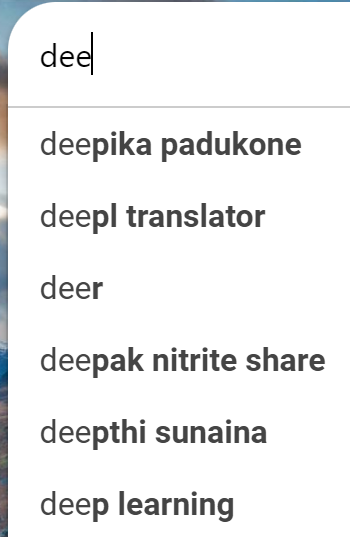 dee
deepika padukone
deepl translator
deer
deepak nitrite share
deepthi sunaina
deep learning